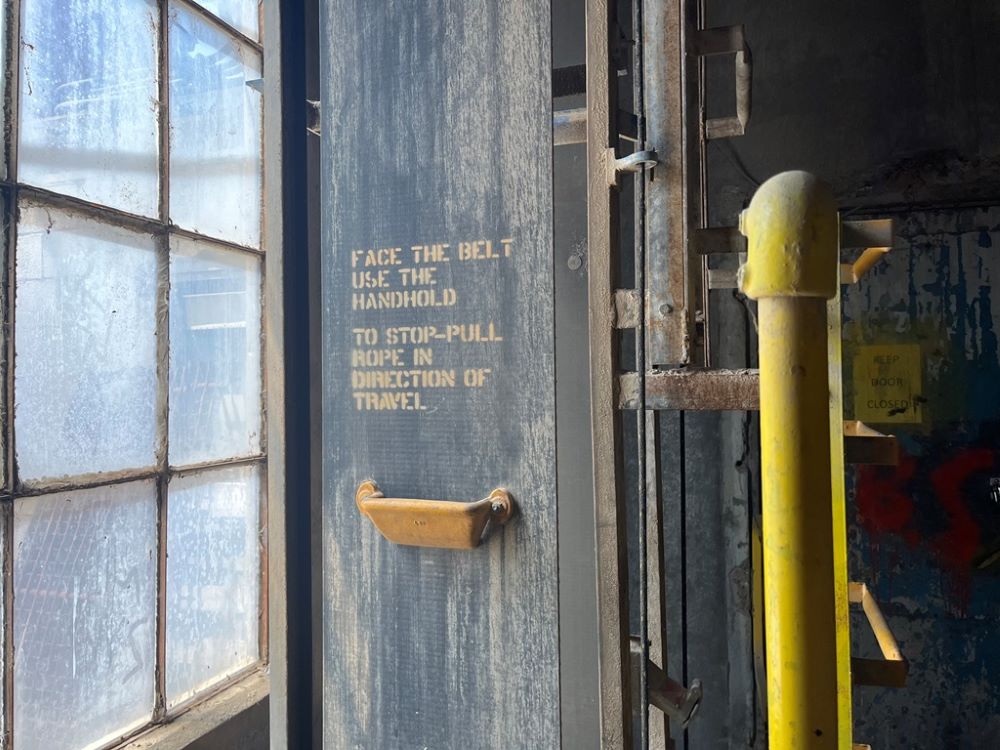 FACE THE BELT
USE THE
HANDHOLD
TO STOP-PULL
ROPE IN
DIRECTION OF
TRAVEL
KEEP
DOOR
CLOSED